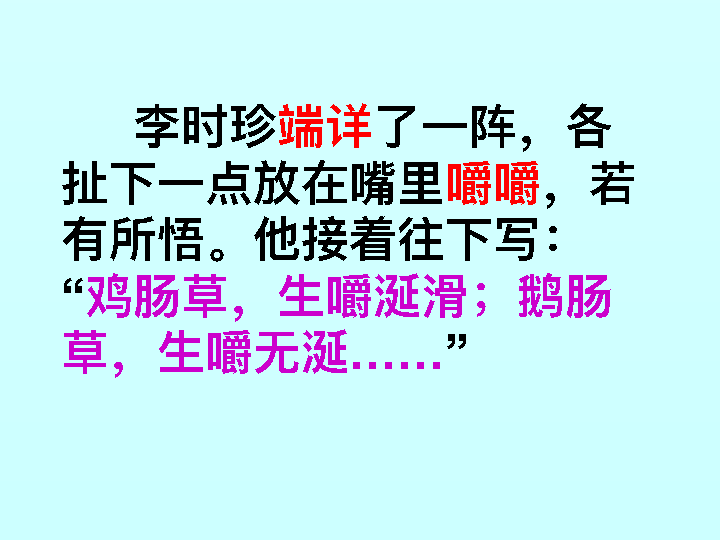 李时珍端详了一阵，各
扯下一点放在嘴里嚼嚼，若
有所悟。他接着往下写：
“鸡肠草，生嚼涎滑；鹅肠
草，生嚼无涎……”